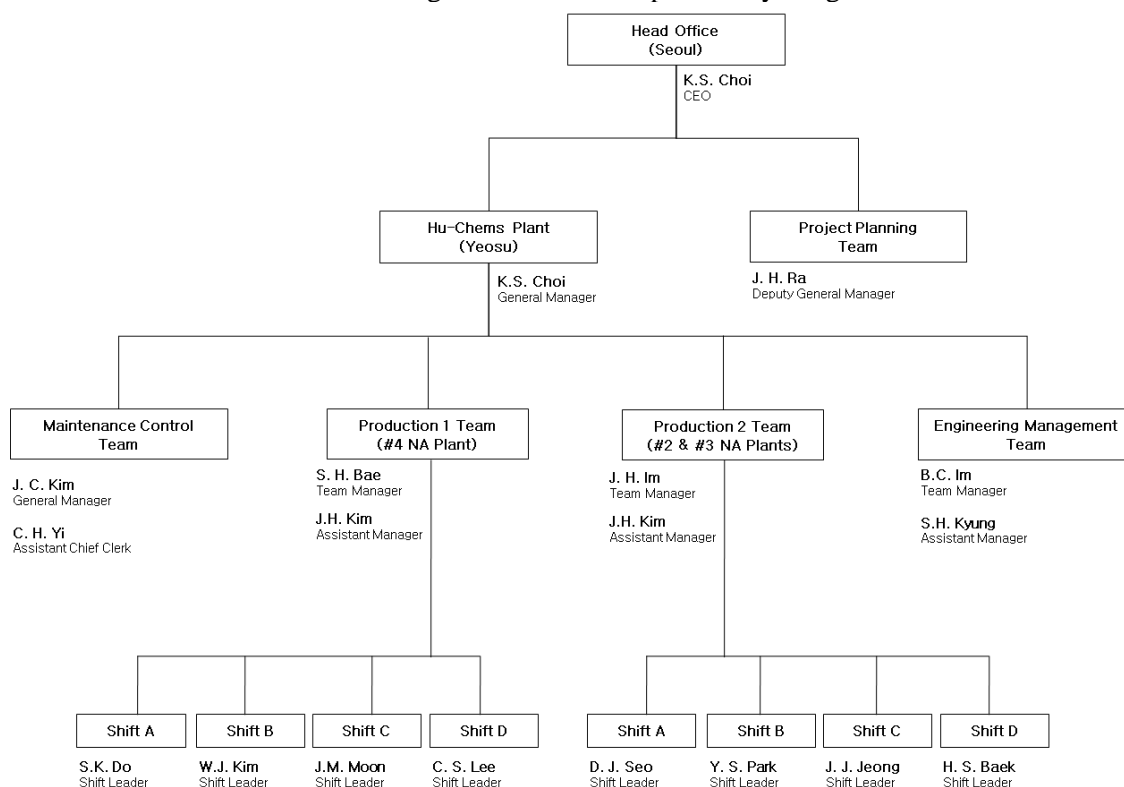 Head Office
(Seoul)
K.S. Choi
CEO
Hu-Chems Plant
(Yeosu)
K.S. Choi
General Manager
Project Planning
Team
J. H. Ra
Deputy General Manager
Maintenance Control
Team
J. C. Kim
General Manager
C. H. Yi
Assistant Chief Clerk
Production 1 Team
(#4 NA Plant)
S. H. Bae
Team Manager
J.H. Kim
Assistant Manager
Production 2 Team
(#2 & #3 NA Plants)
J. H. Im
Team Manager
J.H. Kim
Assistant Manager
Engineering Management
Team
B.C. Im
Team Manager
S.H. Kyung
Assistant Manager
Shift A
S.K. Do
Shift Leader
Shift B
W.J. Kim
Shift Leader
Shift C
J.M. Moon
Shift Leader
Shift D
C. S. Lee
Shift Leader
Shift A
D. J. Seo
Shift Leader
Shift B
Y. S. Park
Shift Leader
Shift C
J. J. Jeong
Shift Leader
Shift D
H. S. Baek
Shift Leader